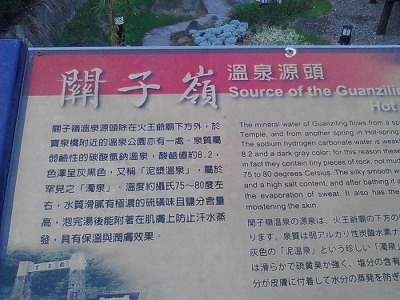 關子嶺
溫泉源頭
Source of the Guanzilin
Hot
關子嶺溫泉源頭除在火王爺廟下方外，於
寶泉橋附近的溫泉公園亦有一處。泉質屬
弱鹼性的碳酸氫鈉溫泉，酸鹼值約8.2，
色澤呈灰黑色，又稱「泥漿溫泉」，屬於
罕見之「濁泉」。溫度約攝氏75～80度左
右，水質滑膩有極濃的硫磺味且鹽分含量
高，泡完湯後能附著在肌膚上防止汗水蒸
發，具有保溫與潤膚效果。
The mineral water of Guanziling flows from a sp
Temple, and from another spring in Hot-spring
The sodium hydrogen carbonate water is weakl
8.2 and a dark gray color; for this reason these
in fact they contain tiny pieces of rock, not mud
75 to 80 degrees Celsius. The silky smooth w
and a high salt content, and after bathing it a
the evaporation of sweat. It also has the
moistening the skin.
関子嶺温泉の源泉は、火王爺廟の下方の
ります。泉質は弱アルカリ性炭酸水素ナ
灰色の「泥温泉」という珍しい「濁泉」
は滑らかで硫黄臭が強く、塩分の含有
分が皮膚に付着して水分の蒸発を防ぎ